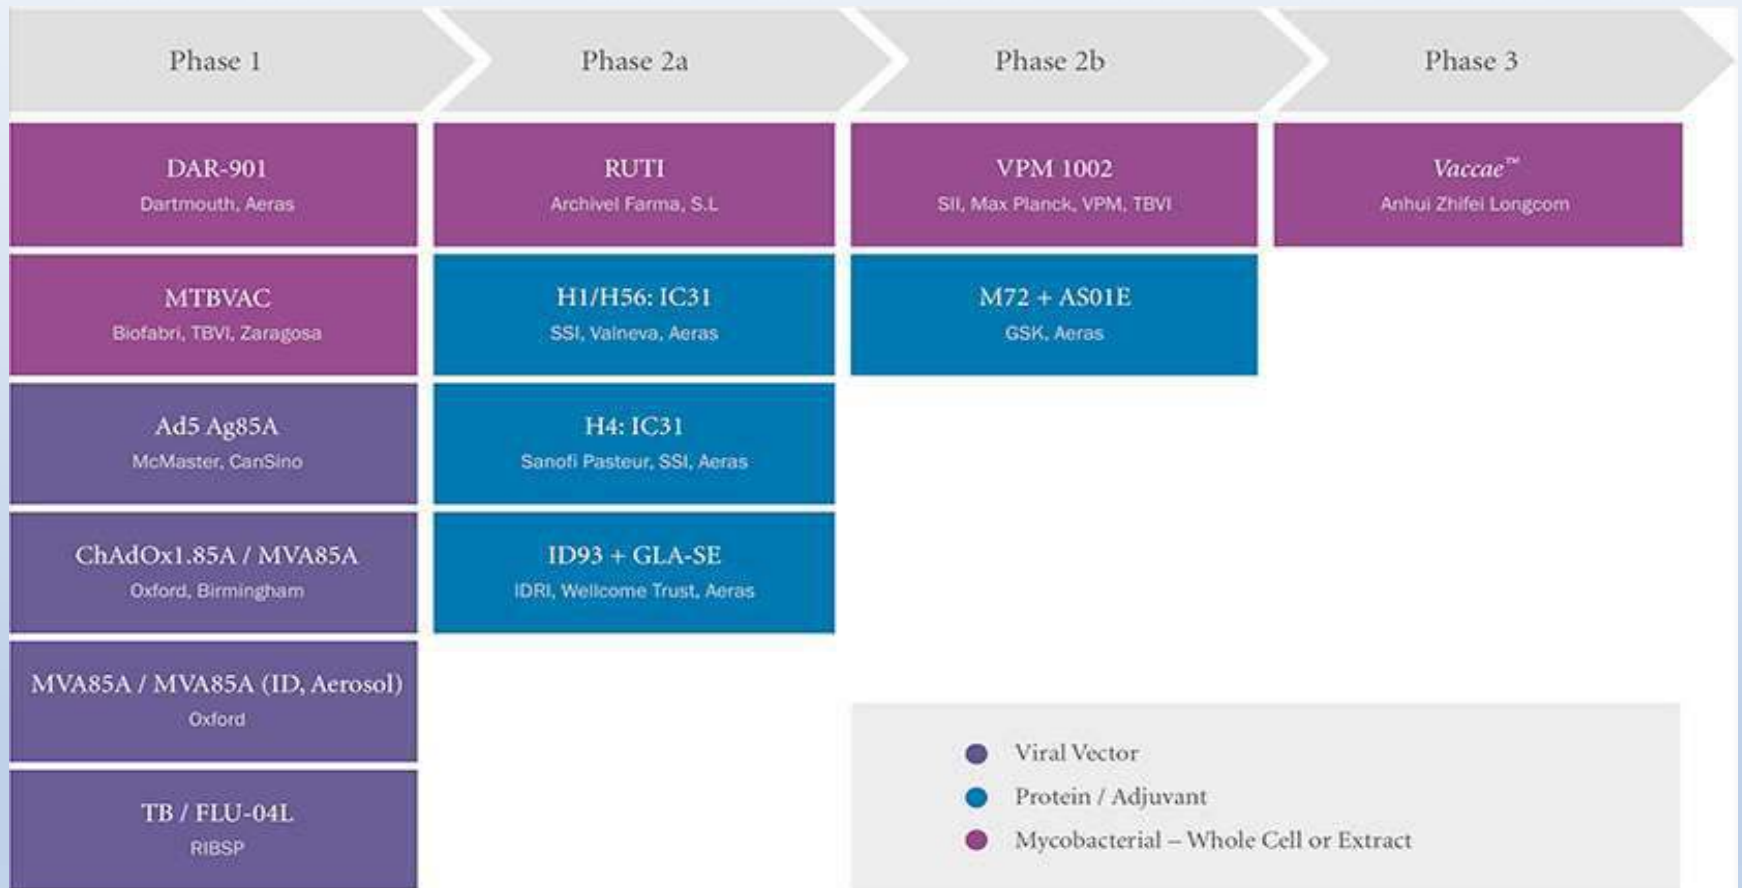 Phase 1
Phase 2a
Phase 2b
Phase 3
DAR-901
Dartmouth, Aeras
RUTI
Archivel Farma, S.L
VPM 1002
SII, Max Planck, VPM, TBVI
Vaccae™
Anhui Zhifei Longcom
MTBVAC
Biofabri, TBVI, Zaragosa
H1/H56: IC31
SSI, Valneva, Aeras
M72 + AS01E
GSK, Aeras
Ad5 Ag85A
McMaster, CanSino
H4: IC31
Sanofi Pasteur, SSI, Aeras
ChAdOx1.85A / MVA85A
Oxford, Birmingham
ID93 + GLA-SE
IDRI, Wellcome Trust, Aeras
MVA85A / MVA85A (ID, Aerosol)
Oxford
TB / FLU-04L
RIBSP
Viral Vector
Protein / Adjuvant
Mycobacterial – Whole Cell or Extract